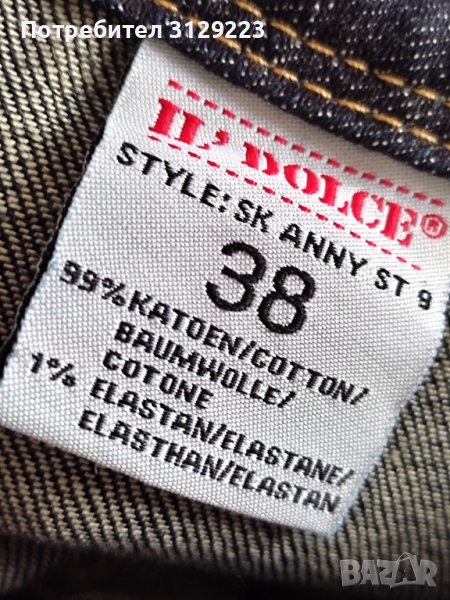 Потребител 3129223
IL' DOLCE®
STYLE: SK ANNY ST 9
38
99% KATOEN/COTTON/
BAUMWOLLE/
COTONE
1% ELASTAN/ELASTANE/
ELASTHAN/ELASTAN
BAZAR